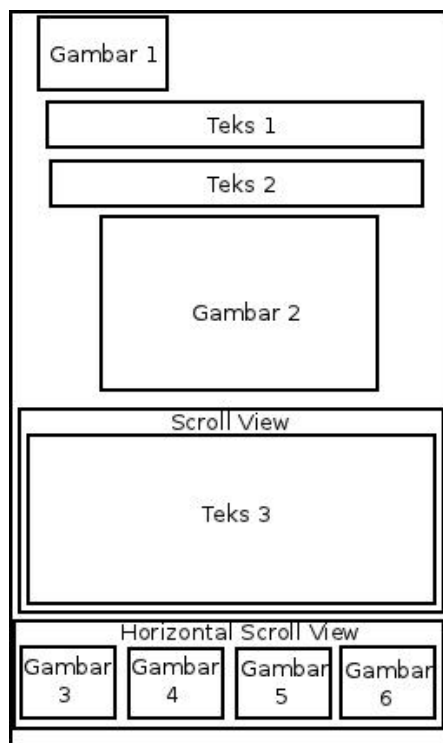 Gambar 1
Teks 1
Teks 2
Gambar 2
Scroll View
Teks 3
Horizontal Scroll View
Gambar
3
Gambar
4
Gambar
5
Gambar
6